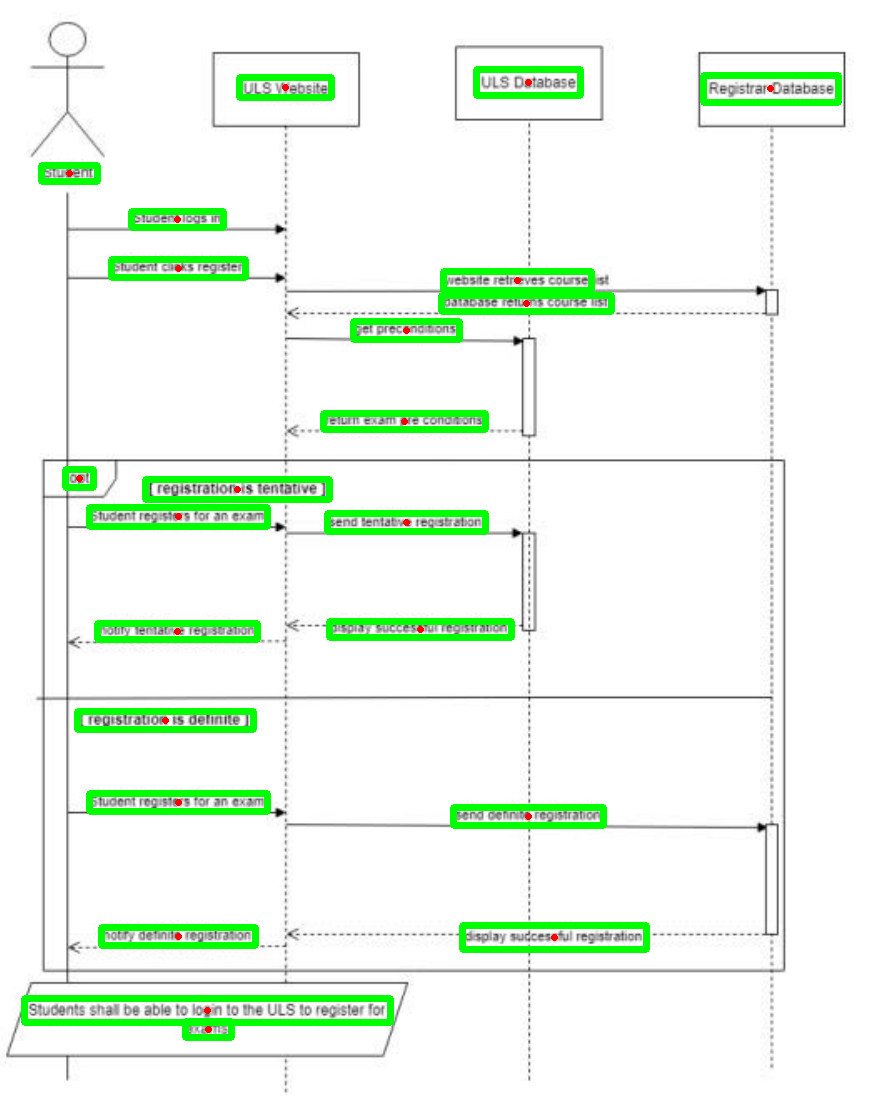 ULS Website
ULS Database
Registrar Database
Student
Student logs in
Student clicks register
website retrieves course list
database returns course list
get preconditions
return exam pre conditions
[ registration is tentative ]
Student registers for an exam
send tentative registration
notify tentative registration
display successful registration
[ registration is definite ]
Student registers for an exam
send definite registration
notify definite registration
display successful registration
Students shall be able to login to the ULS to register for
exams